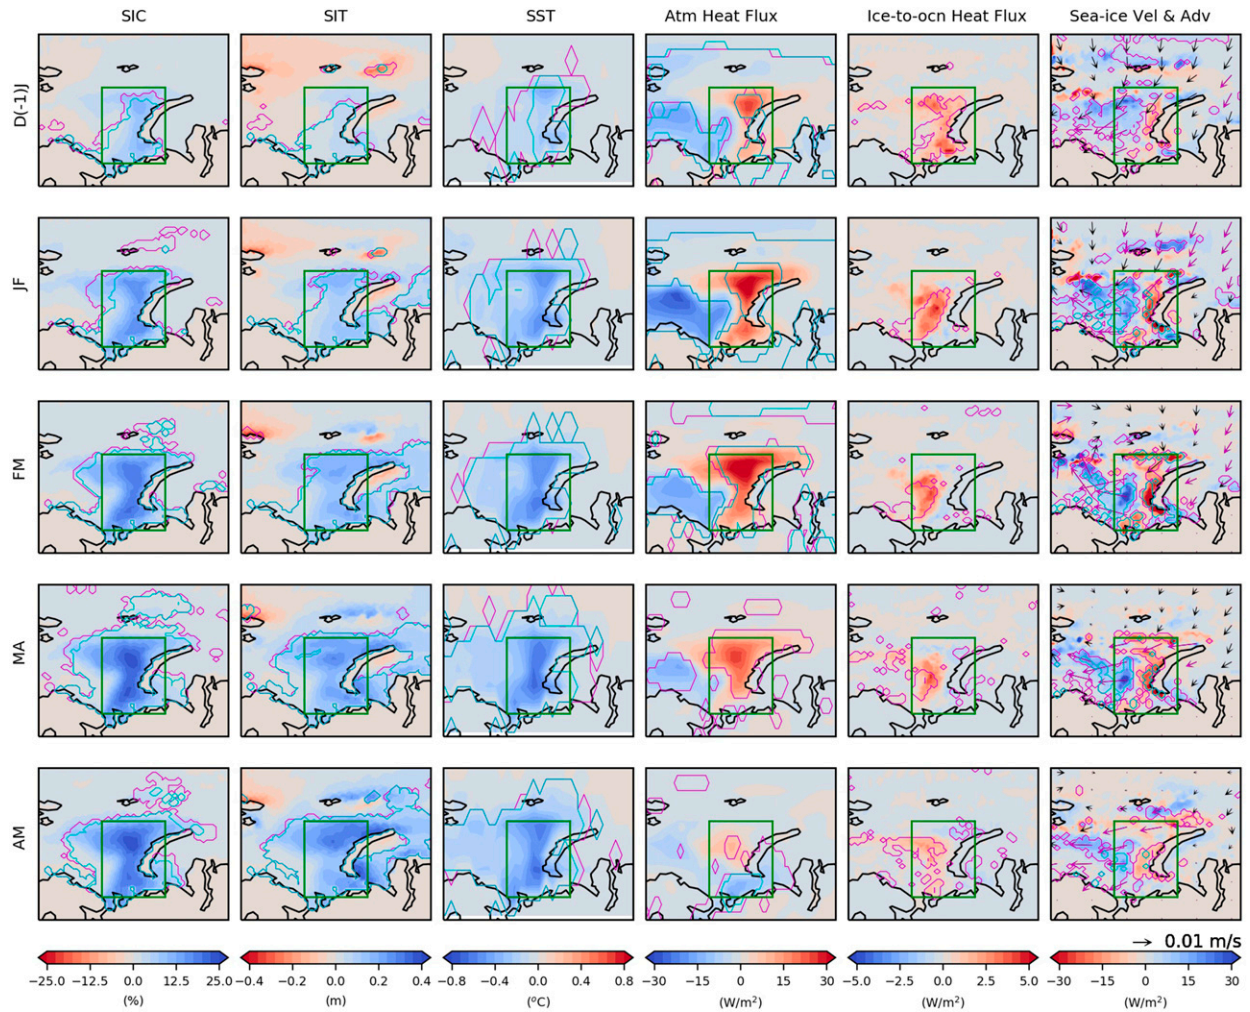 SIC SIT SST Atm Heat Flux Ice-to-ocn Heat Flux Sea-ice Vel & Adv
D(-1)J
JF
FM
MA
AM
0.01 m/s
−25.0 −12.5 0.0 12.5 25.0 −0.4 −0.2 0.0 0.2 0.4 −0.8 −0.4 0.0 0.4 0.8 −30 −15 0 15 30 −5.0 −2.5 0.0 2.5 5.0 −30 −15 0 15 30
(%) (m) (°C) (W/m²) (W/m²) (W/m²)